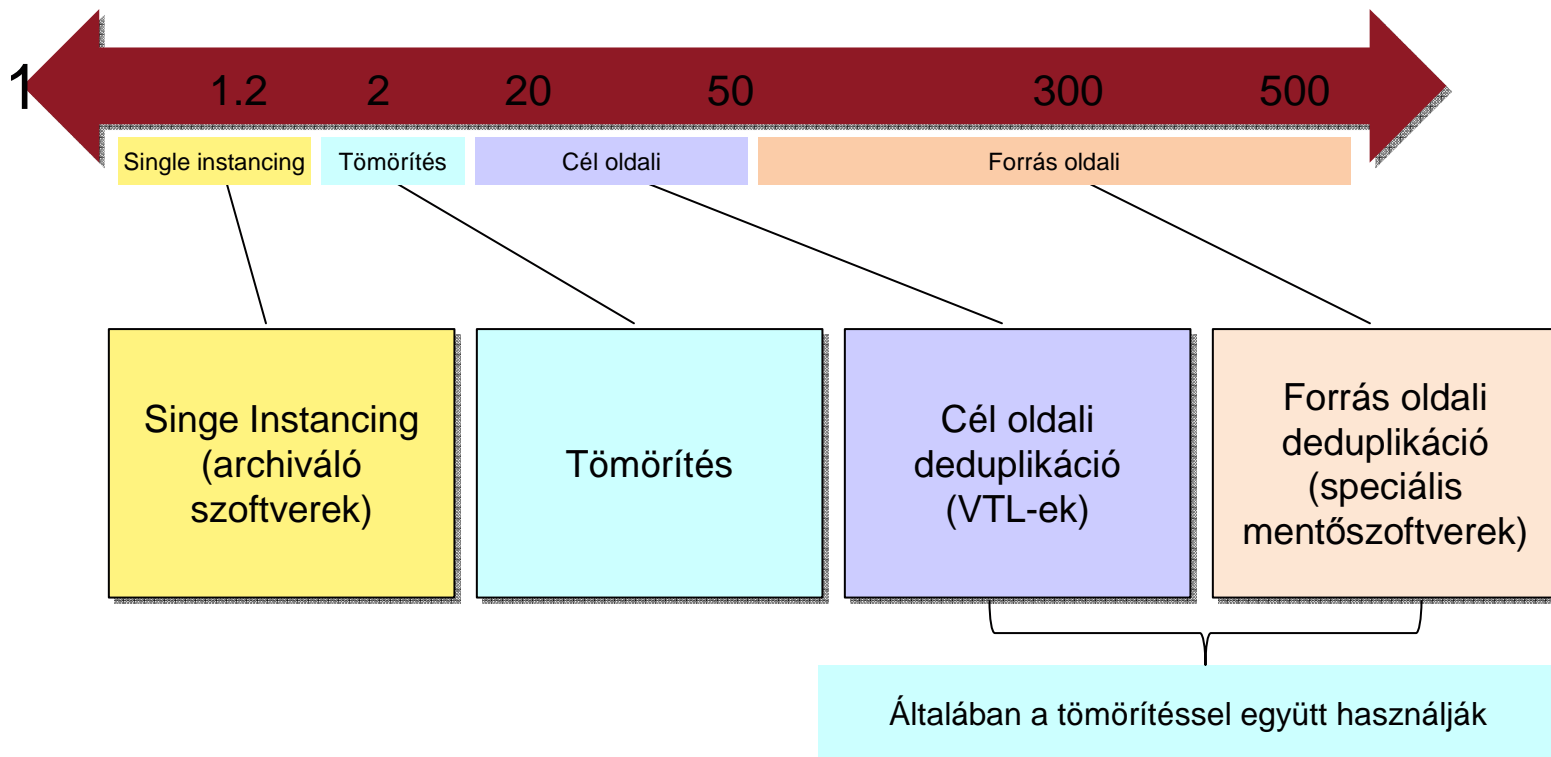 1 1.2 2 20 50 300 500
Single instancing Tömörítés Cél oldali Forrás oldali
Singe Instancing
(archiváló
szoftverek)
Tömörítés
Cél oldali
deduplikáció
(VTL-ek)
Forrás oldali
deduplikáció
(speciális
mentőszoftverek)
Általában a tömörítéssel együtt használják